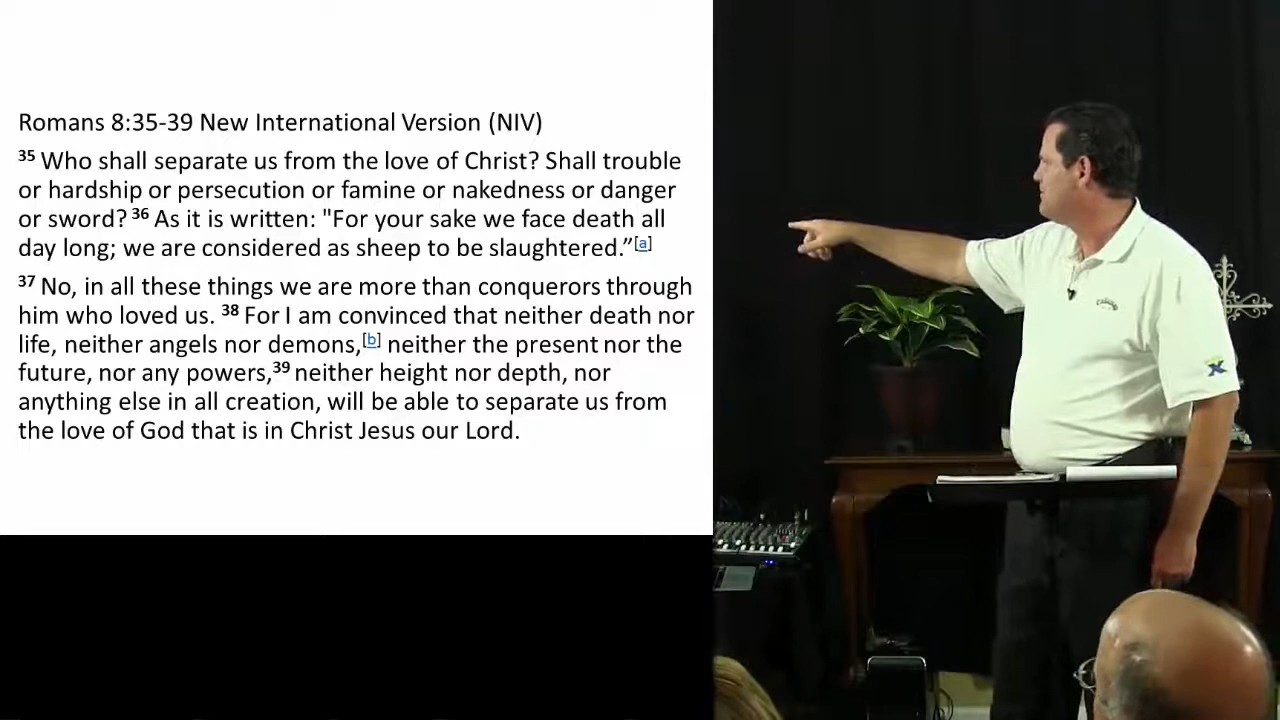 Romans 8:35-39 New International Version (NIV)
35 Who shall separate us from the love of Christ? Shall trouble
or hardship or persecution or famine or nakedness or danger
or sword? 36 As it is written: "For your sake we face death all
day long; we are considered as sheep to be slaughtered.”[a]
37 No, in all these things we are more than conquerors through
him who loved us. 38 For I am convinced that neither death nor
life, neither angels nor demons,[b] neither the present nor the
future, nor any powers,39 neither height nor depth, nor
anything else in all creation, will be able to separate us from
the love of God that is in Christ Jesus our Lord.